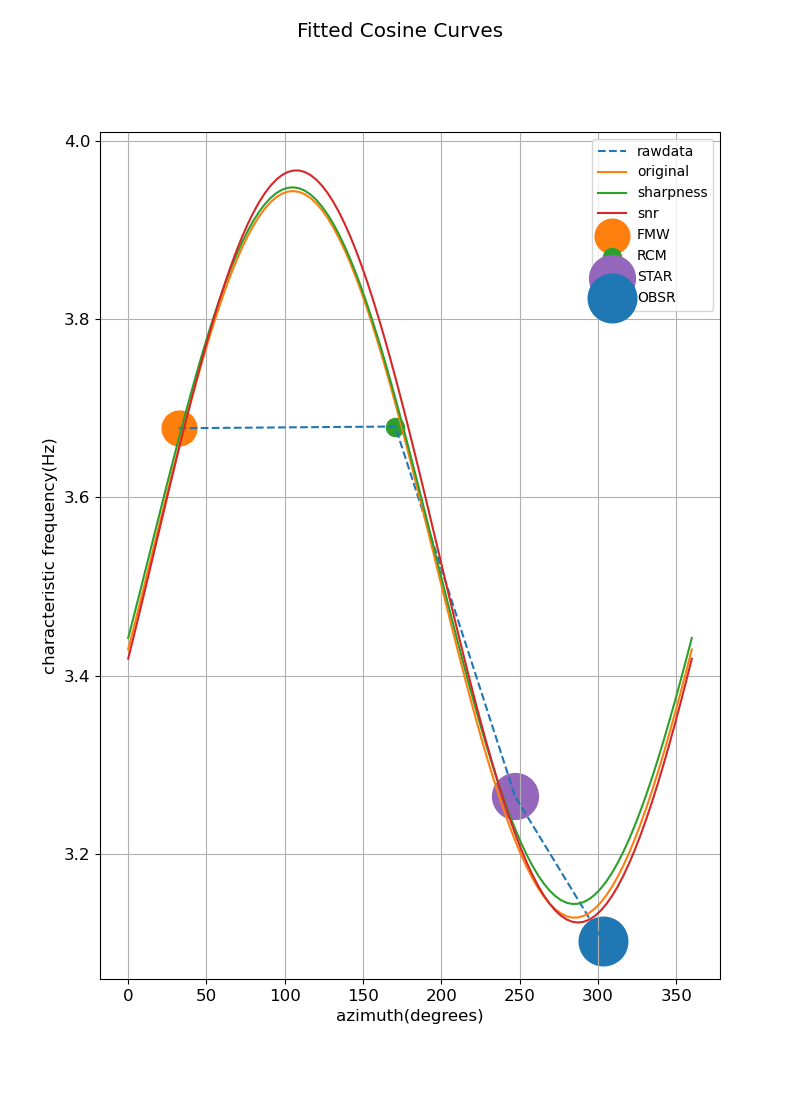 Fitted Cosine Curves
4.0
3.8
3.6
3.4
3.2
characteristic frequency(Hz)
rawdata
original
sharpness
snr
FMW
RCM
STAR
OBSR
0 50 100 150 200 250 300 350
azimuth(degrees)